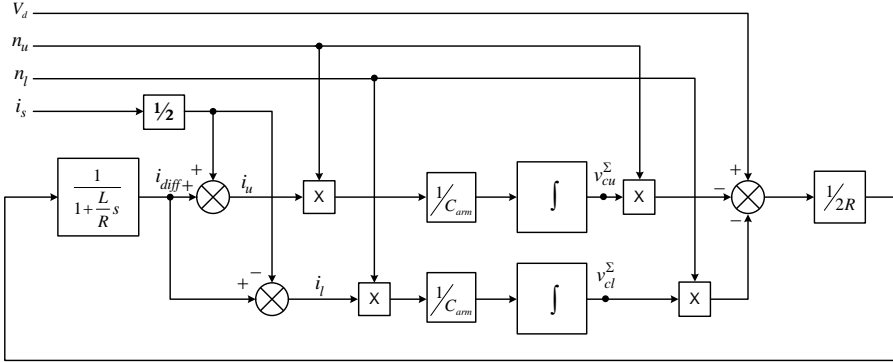 V_d
n_u
n_l
i_s
½
1
1+L/R s
i_diff
+
+
i_u
X
1/C_arm
∫
v_cu^Σ
X
+
−
−
1/2R
+
−
i_l
X
1/C_arm
∫
v_cl^Σ
X